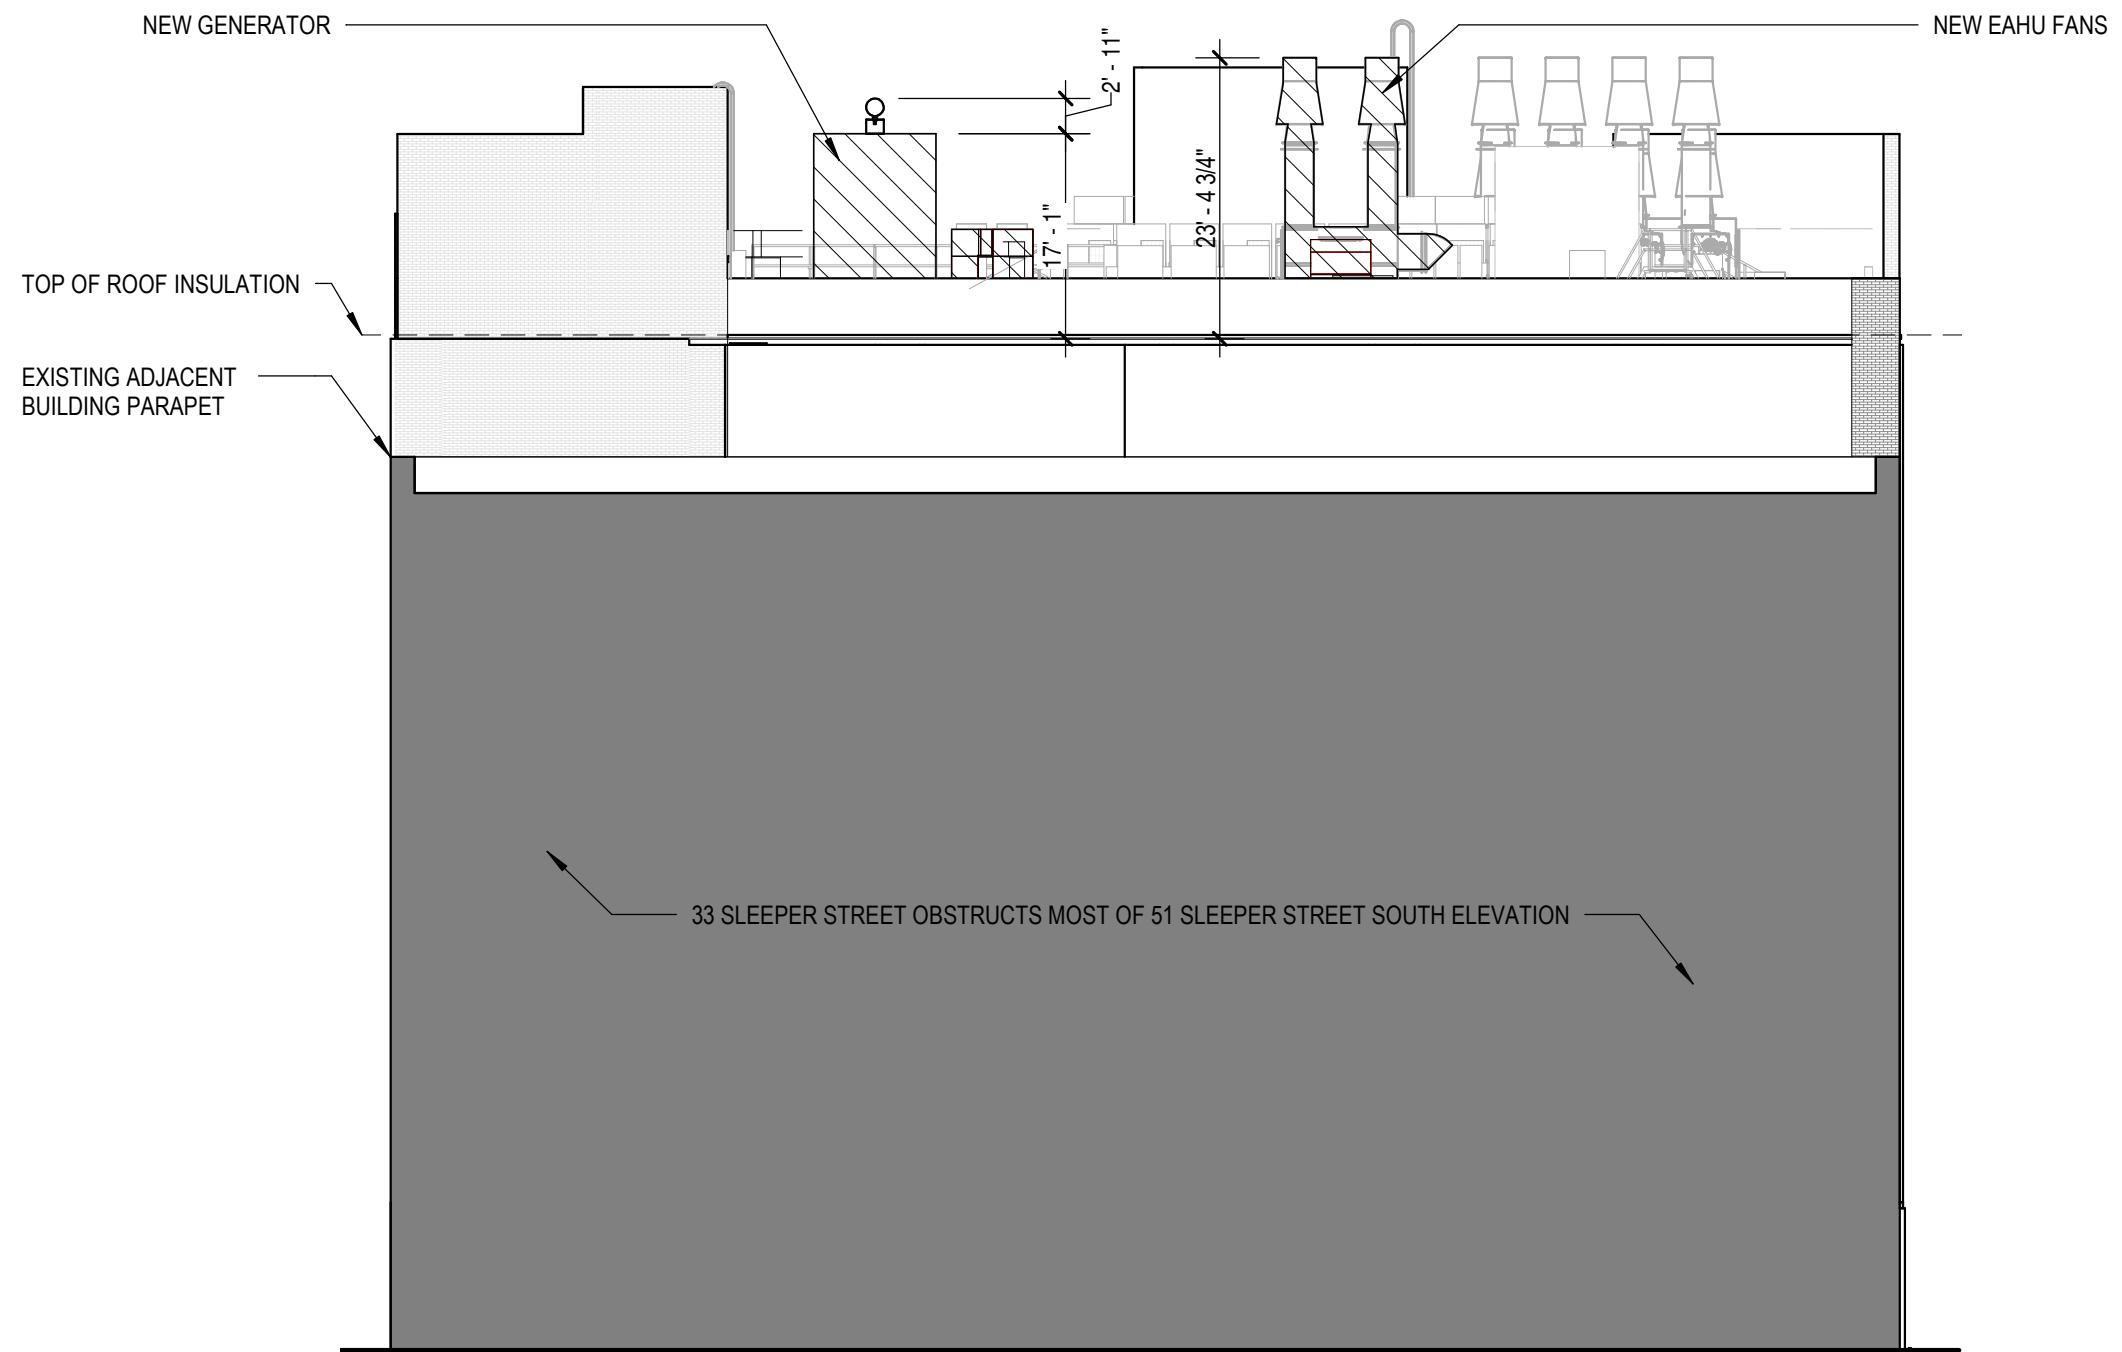 NEW GENERATOR
NEW EAHU FANS
2' - 11"
17' - 1"
23' - 4 3/4"
TOP OF ROOF INSULATION
EXISTING ADJACENT
BUILDING PARAPET
33 SLEEPER STREET OBSTRUCTS MOST OF 51 SLEEPER STREET SOUTH ELEVATION